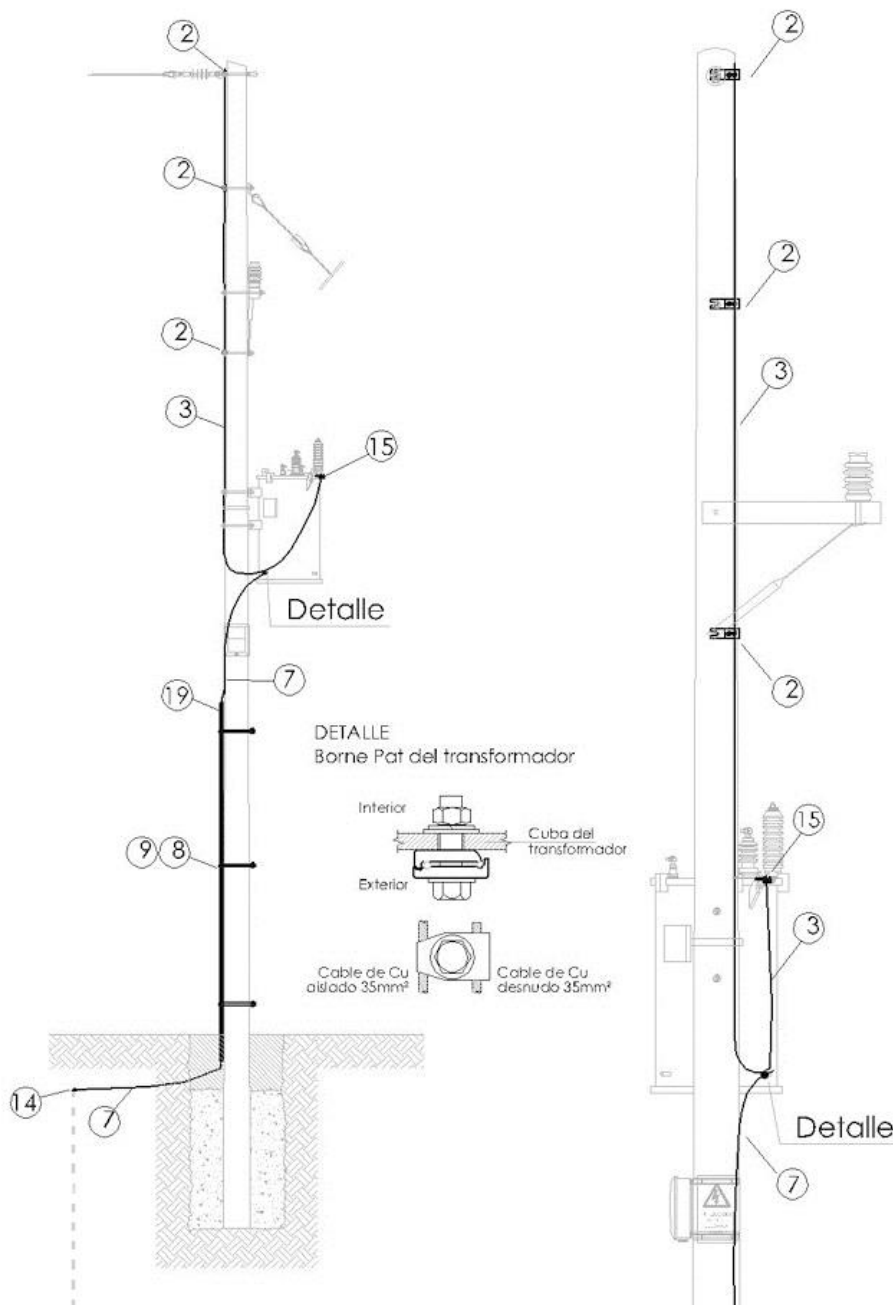 2
2
2
3
15
Detalle
7
19
9 8
14
7
DETALLE
Borne Pat del transformador
Interior
Cuba del
transformador
Exterior
Cable de Cu
aislado 35mm²
Cable de Cu
desnudo 35mm²
2
2
3
2
15
3
Detalle
7